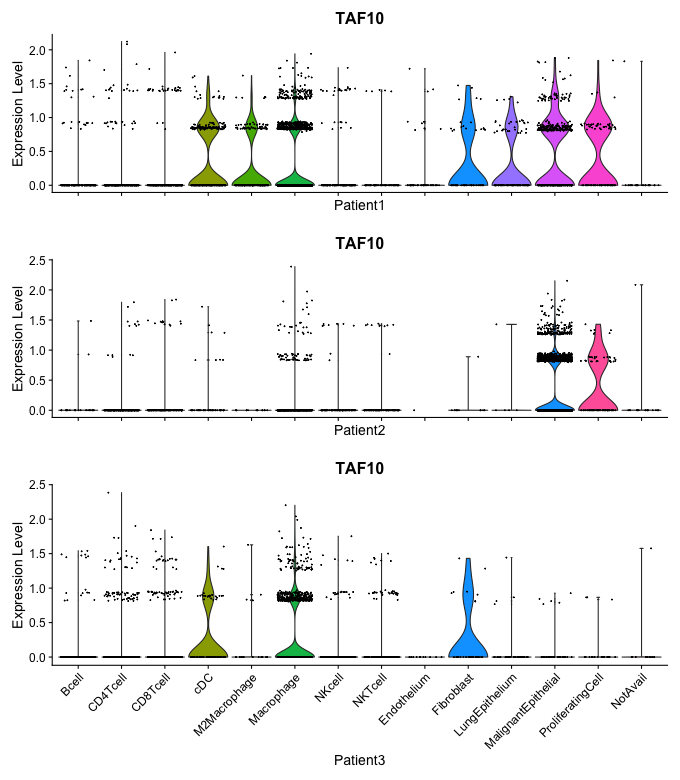 TAF10
Expression Level
2.0
1.5
1.0
0.5
0.0
Patient1
TAF10
Expression Level
2.5
2.0
1.5
1.0
0.5
0.0
Patient2
TAF10
Expression Level
2.5
2.0
1.5
1.0
0.5
0.0
Bcell
CD4Tcell
CD8Tcell
cDC
M2Macrophage
Macrophage
NKcell
NKTcell
Endothelium
Fibroblast
LungEpithelium
MalignantEpithelial
ProliferatingCell
NotAvail
Patient3